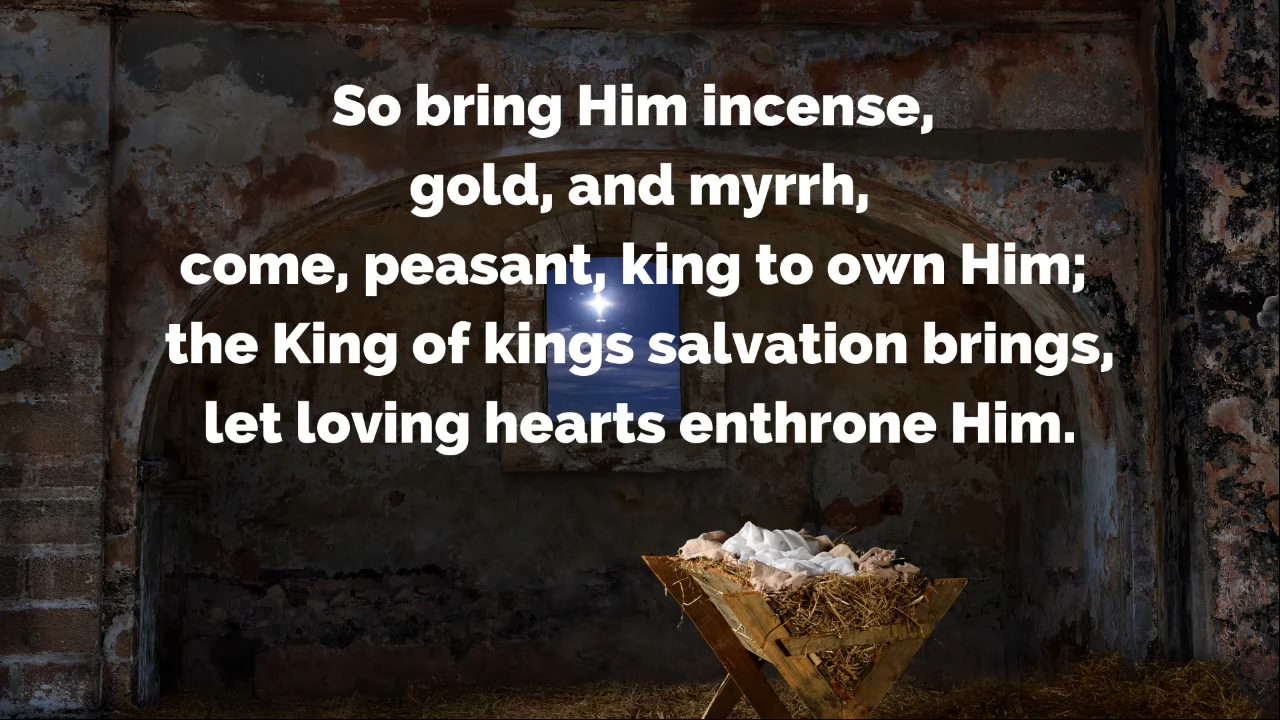 So bring Him incense,
gold, and myrrh,
come, peasant, king to own Him;
the King of kings salvation brings,
let loving hearts enthrone Him.